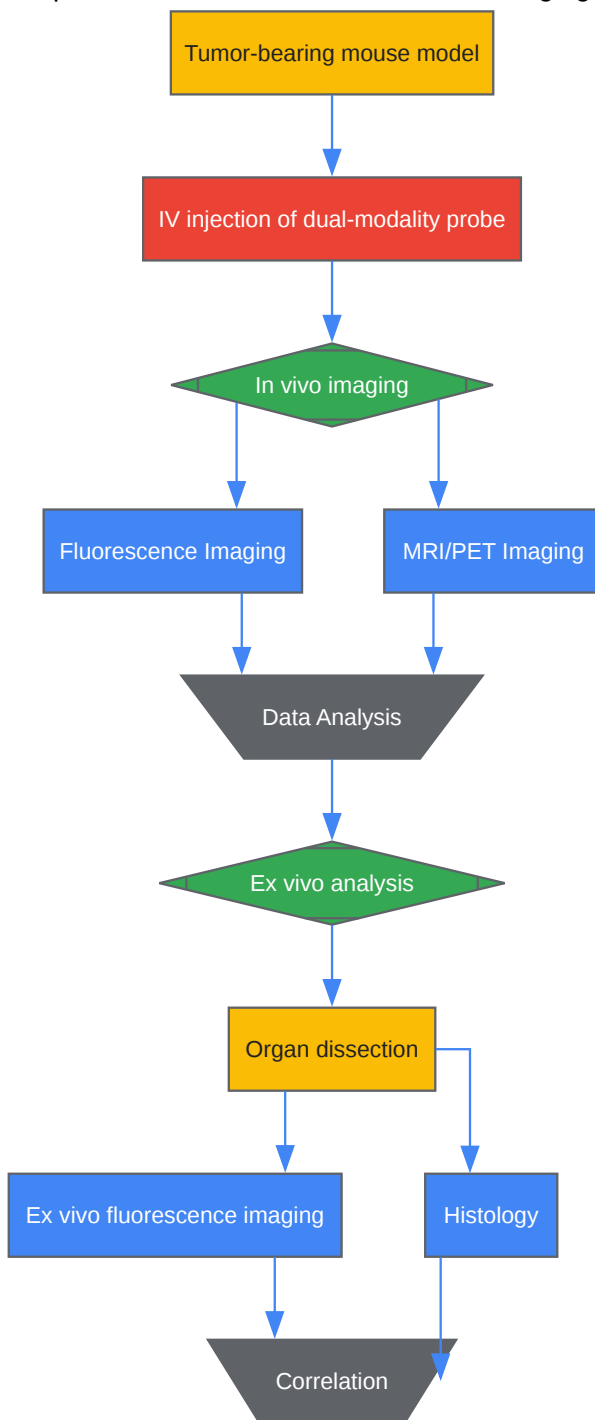 Tumor-bearing mouse model
IV injection of dual-modality probe
In vivo imaging
Fluorescence Imaging
MRI/PET Imaging
Data Analysis
Ex vivo analysis
Organ dissection
Ex vivo fluorescence imaging
Histology
Correlation